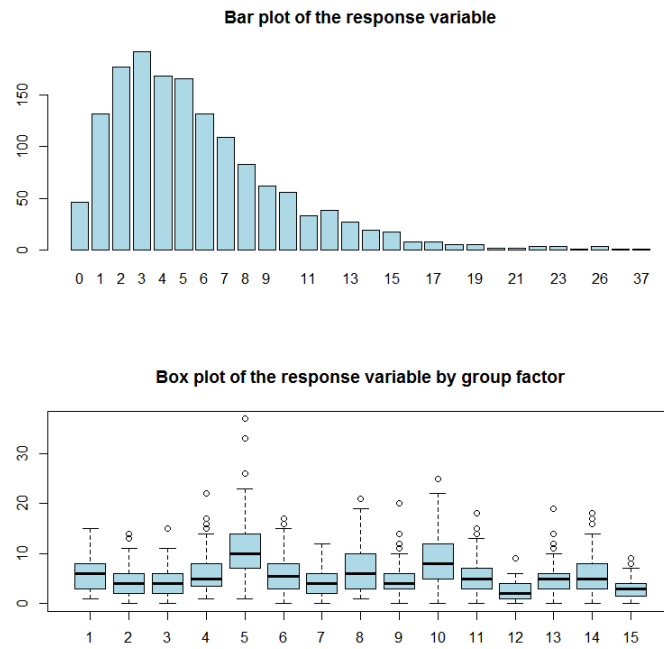 Bar plot of the response variable
150
100
50
0
0 1 2 3 4 5 6 7 8 9 11 13 15 17 19 21 23 26 37
Box plot of the response variable by group factor
30
20
10
0
1 2 3 4 5 6 7 8 9 10 11 12 13 14 15